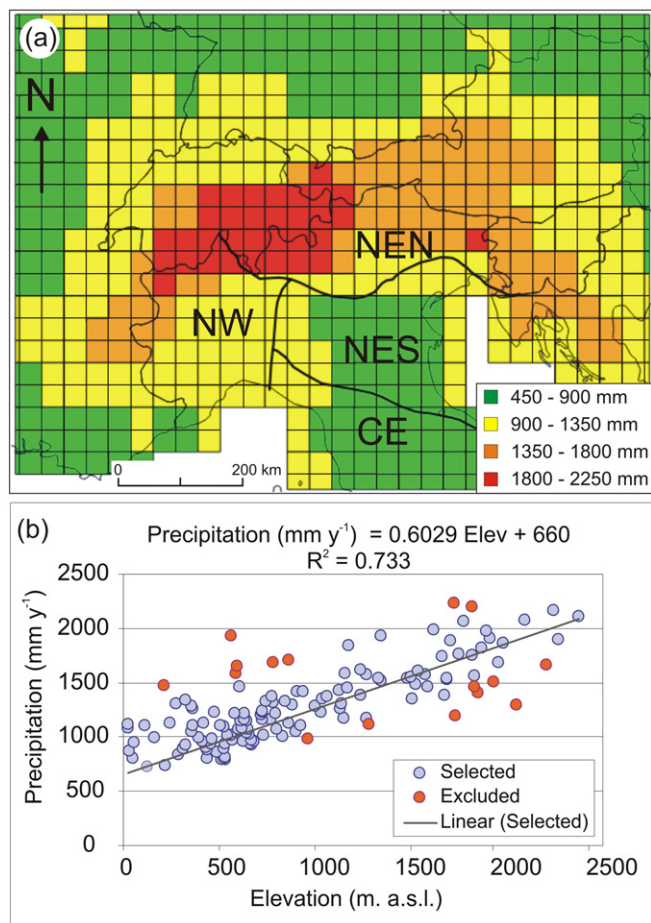 (a)
N
NEN
NW
NES
CE
450 - 900 mm
900 - 1350 mm
1350 - 1800 mm
1800 - 2250 mm
0 200 km
(b)
Precipitation (mm y⁻¹) = 0.6029 Elev + 660
R² = 0.733
2500
2000
1500
1000
500
0
Precipitation (mm y⁻¹)
Selected
Excluded
Linear (Selected)
0 500 1000 1500 2000 2500
Elevation (m. a.s.l.)